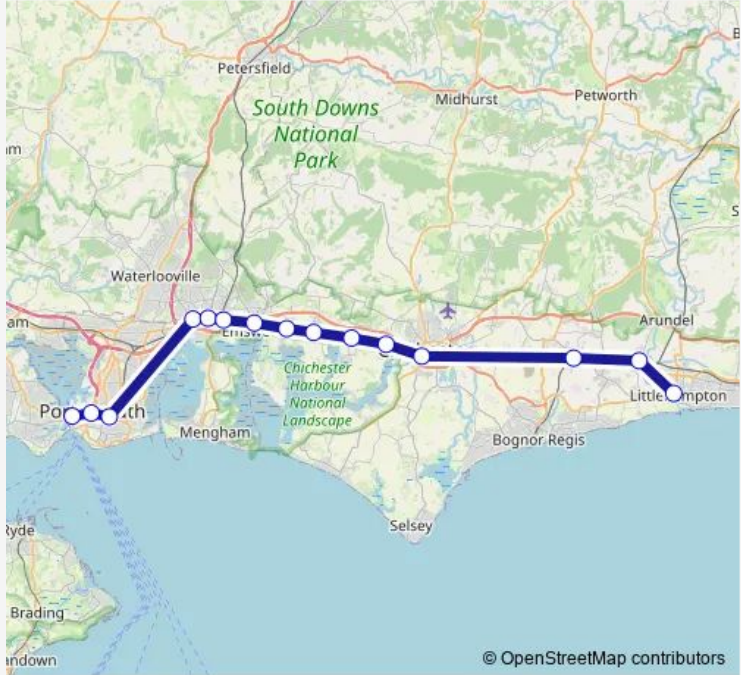 Petersfield
Midhurst
Petworth
South Downs
National
Park
Waterlooville
Arundel
Chichester
Harbour
National
Landscape
Mengham
Bognor Regis
Selsey
Ryde
Brading
© OpenStreetMap contributors